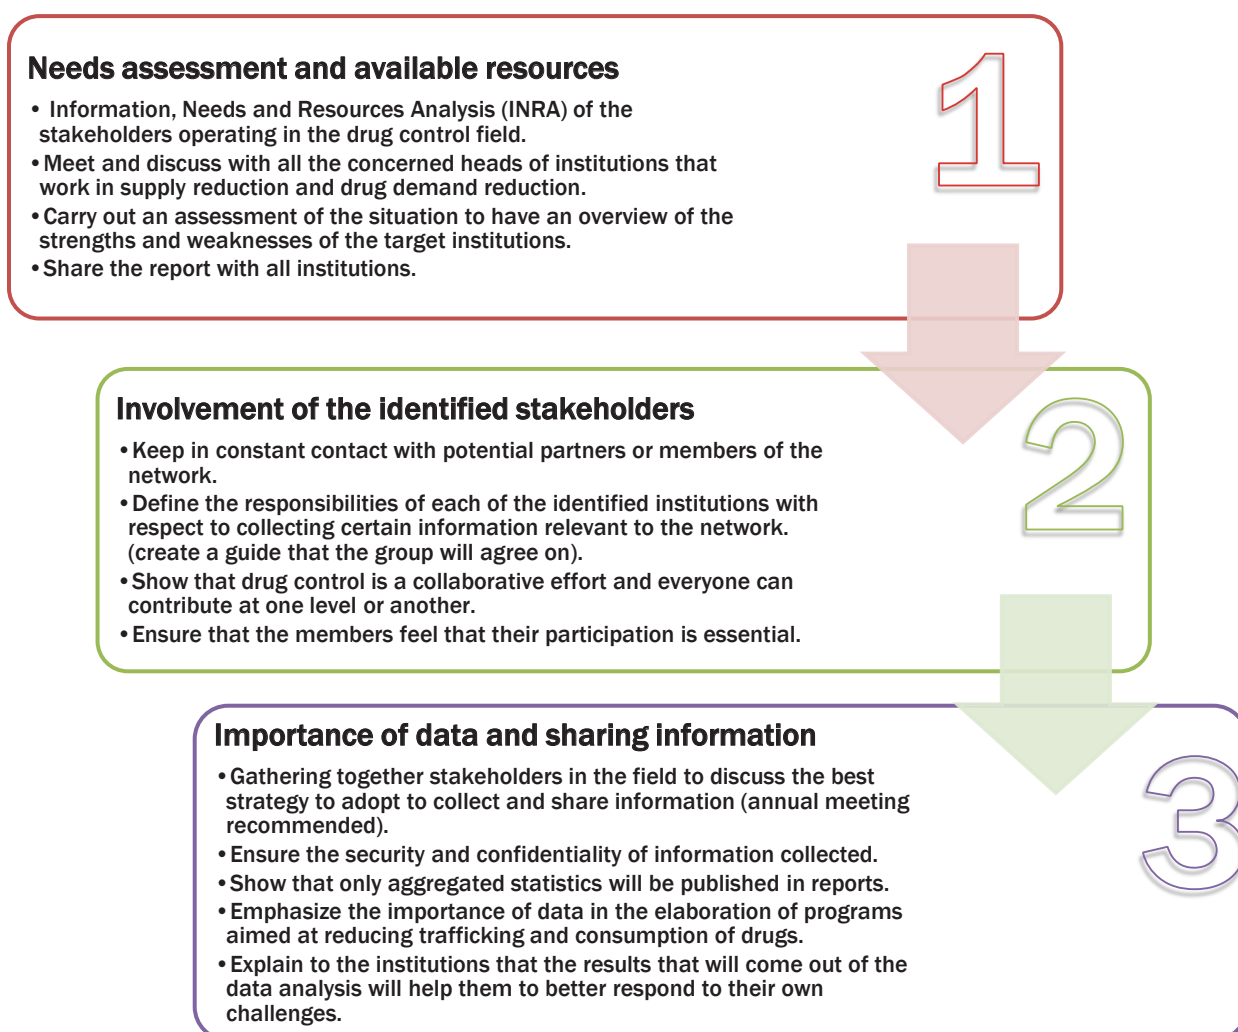 Needs assessment and available resources
1
• Information, Needs and Resources Analysis (INRA) of the
stakeholders operating in the drug control field.
•Meet and discuss with all the concerned heads of institutions that
work in supply reduction and drug demand reduction.
•Carry out an assessment of the situation to have an overview of the
strengths and weaknesses of the target institutions.
•Share the report with all institutions.
Involvement of the identified stakeholders
2
•Keep in constant contact with potential partners or members of the
network.
•Define the responsibilities of each of the identified institutions with
respect to collecting certain information relevant to the network.
(create a guide that the group will agree on).
•Show that drug control is a collaborative effort and everyone can
contribute at one level or another.
•Ensure that the members feel that their participation is essential.
Importance of data and sharing information
3
•Gathering together stakeholders in the field to discuss the best
strategy to adopt to collect and share information (annual meeting
recommended).
•Ensure the security and confidentiality of information collected.
•Show that only aggregated statistics will be published in reports.
•Emphasize the importance of data in the elaboration of programs
aimed at reducing trafficking and consumption of drugs.
•Explain to the institutions that the results that will come out of the
data analysis will help them to better respond to their own
challenges.